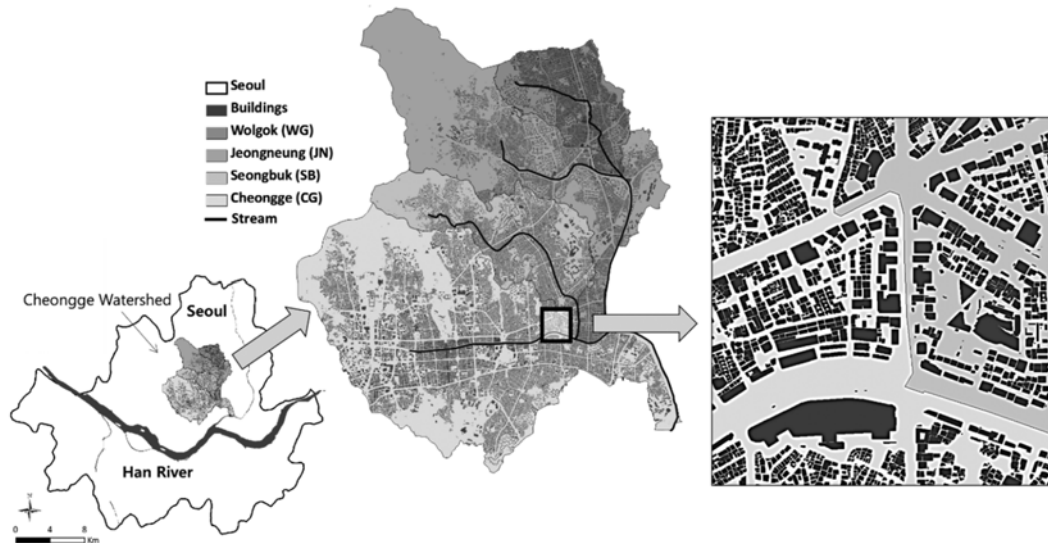 Seoul
Buildings
Wolgok (WG)
Jeongneung (JN)
Seongbuk (SB)
Cheongge (CG)
Stream
Cheongge Watershed
Seoul
Han River
N
0 4 8
Km